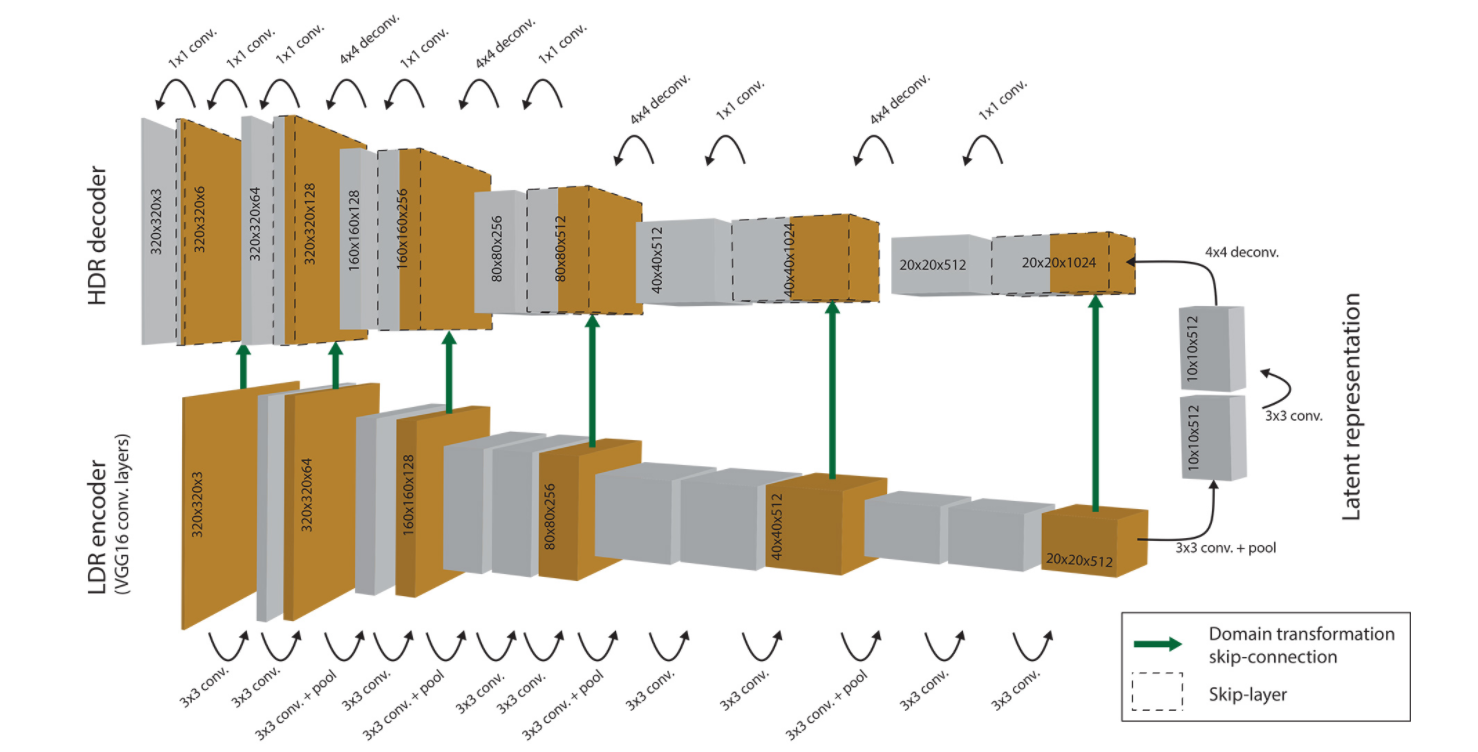 1x1 conv.
1x1 conv.
1x1 conv.
4x4 deconv.
1x1 conv.
4x4 deconv.
1x1 conv.
4x4 deconv.
1x1 conv.
4x4 deconv.
1x1 conv.
HDR decoder
320x320x3
320x320x6
320x320x64
320x320x128
160x160x128
160x160x256
80x80x256
80x80x512
40x40x512
40x40x1024
20x20x512
20x20x1024
4x4 deconv.
10x10x512
3x3 conv.
10x10x512
3x3 conv. + pool
Latent representation
LDR encoder
(VGG16 conv. layers)
320x320x3
320x320x64
160x160x128
80x80x256
40x40x512
20x20x512
3x3 conv.
3x3 conv.
3x3 conv. + pool
3x3 conv.
3x3 conv. + pool
3x3 conv.
3x3 conv.
3x3 conv. + pool
3x3 conv.
3x3 conv.
3x3 conv. + pool
3x3 conv.
3x3 conv.
Domain transformation
skip-connection
Skip-layer